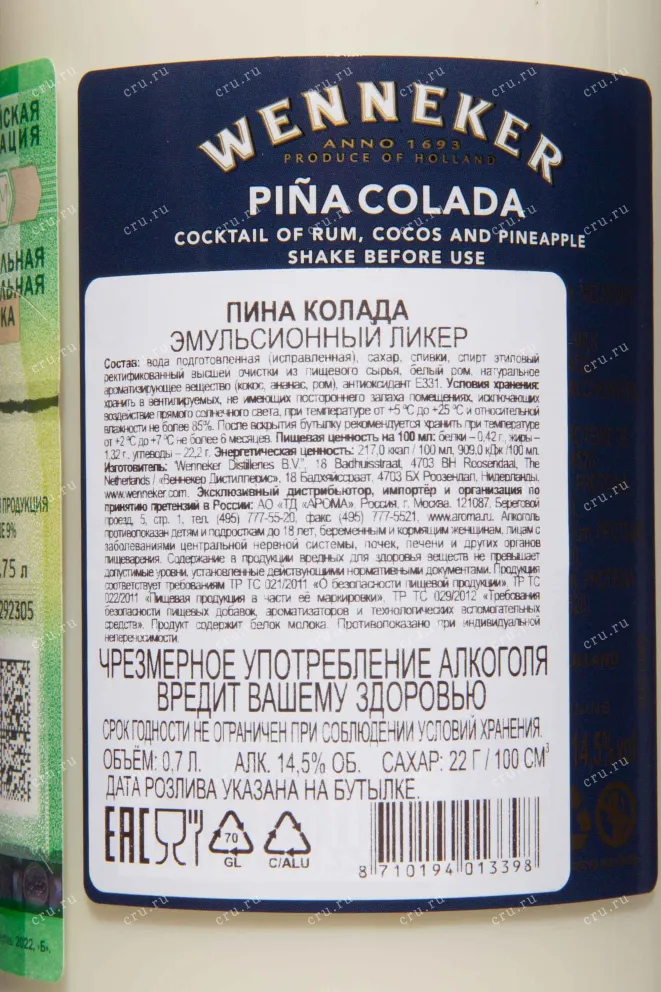 WENNEKER
ANNO 1693
PRODUCE OF HOLLAND
PIÑA COLADA
COCKTAIL OF RUM, COCOS AND PINEAPPLE
SHAKE BEFORE USE
ПИНА КОЛАДА
ЭМУЛЬСИОННЫЙ ЛИКЕР
Состав: вода подготовленная (исправленная), сахар, сливки, спирт этиловый
ректификованный высшей очистки из пищевого сырья, белый ром, натуральное
ароматизирующее вещество (кокос, ананас, ром), антиоксидант Е331. Условия хранения:
хранить в вентилируемых, не имеющих постороннего запаха помещениях, исключающих
воздействие прямого солнечного света, при температуре от +5 °С до +25 °С и относительной
влажности не более 85%. После вскрытия бутылку рекомендуется хранить при температуре
от +2 °С до +7 °С не более 6 месяцев. Пищевая ценность на 100 мл: белки – 0,42 г, жиры –
1,32 г, углеводы – 22,2 г. Энергетическая ценность: 217,0 ккал / 100 мл, 909,0 кДж /100 мл.
Изготовитель: "Wenneker Distilleries B.V.", 18 Badhuisstraat, 4703 BH Roosendaal, The
Netherlands / «Веннекер Дистиллерис», 18 Бадхяйсстраат, 4703 БХ Розендал, Нидерланды,
www.wenneker.com. Эксклюзивный дистрибьютор, импортёр и организация по
принятию претензий в России: АО «ТД «АРОМА» Россия, г. Москва, 121087, Береговой
проезд, 5, стр. 1, тел. (495) 777-55-20, факс (495) 777-5521, www.aroma.ru. Алкоголь
противопоказан детям и подросткам до 18 лет, беременным и кормящим женщинам, лицам с
заболеваниями центральной нервной системы, почек, печени и других органов
пищеварения. Содержание в продукции вредных для здоровья веществ не превышает
допустимые уровни, установленные действующими нормативными документами. Продукция
соответствует требованиям ТР ТС 021/2011 «О безопасности пищевой продукции», ТР ТС
022/2011 «Пищевая продукция в части её маркировки», ТР ТС 029/2012 «Требования
безопасности пищевых добавок, ароматизаторов и технологических вспомогательных
средств». Продукт содержит белок молока. Противопоказано при индивидуальной
непереносимости.
ЧРЕЗМЕРНОЕ УПОТРЕБЛЕНИЕ АЛКОГОЛЯ
ВРЕДИТ ВАШЕМУ ЗДОРОВЬЮ
СРОК ГОДНОСТИ НЕ ОГРАНИЧЕН ПРИ СОБЛЮДЕНИИ УСЛОВИЙ ХРАНЕНИЯ.
ОБЪЁМ: 0,7 Л. АЛК. 14,5% ОБ. САХАР: 22 Г / 100 СМ³
ДАТА РОЗЛИВА УКАЗАНА НА БУТЫЛКЕ.
EAC 70 GL C/ALU
8 710194 013398
14,5% vol
292305
2022, «Б».
cru.ru